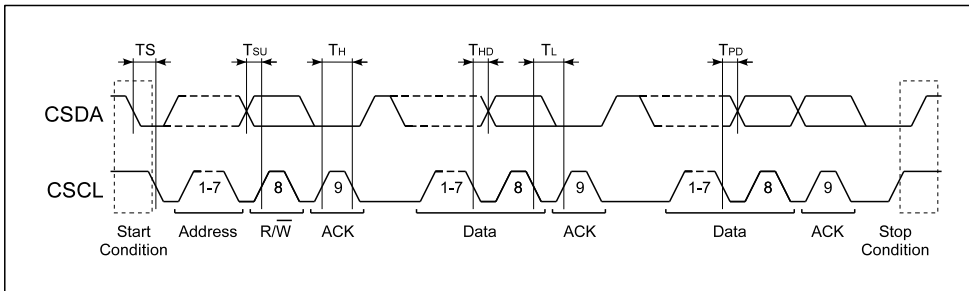 TS TSU TH THD TL TPD
CSDA
CSCL 1-7 8 9 1-7 8 9 1-7 8 9
Start Condition Address R/W̅ ACK Data ACK Data ACK Stop Condition